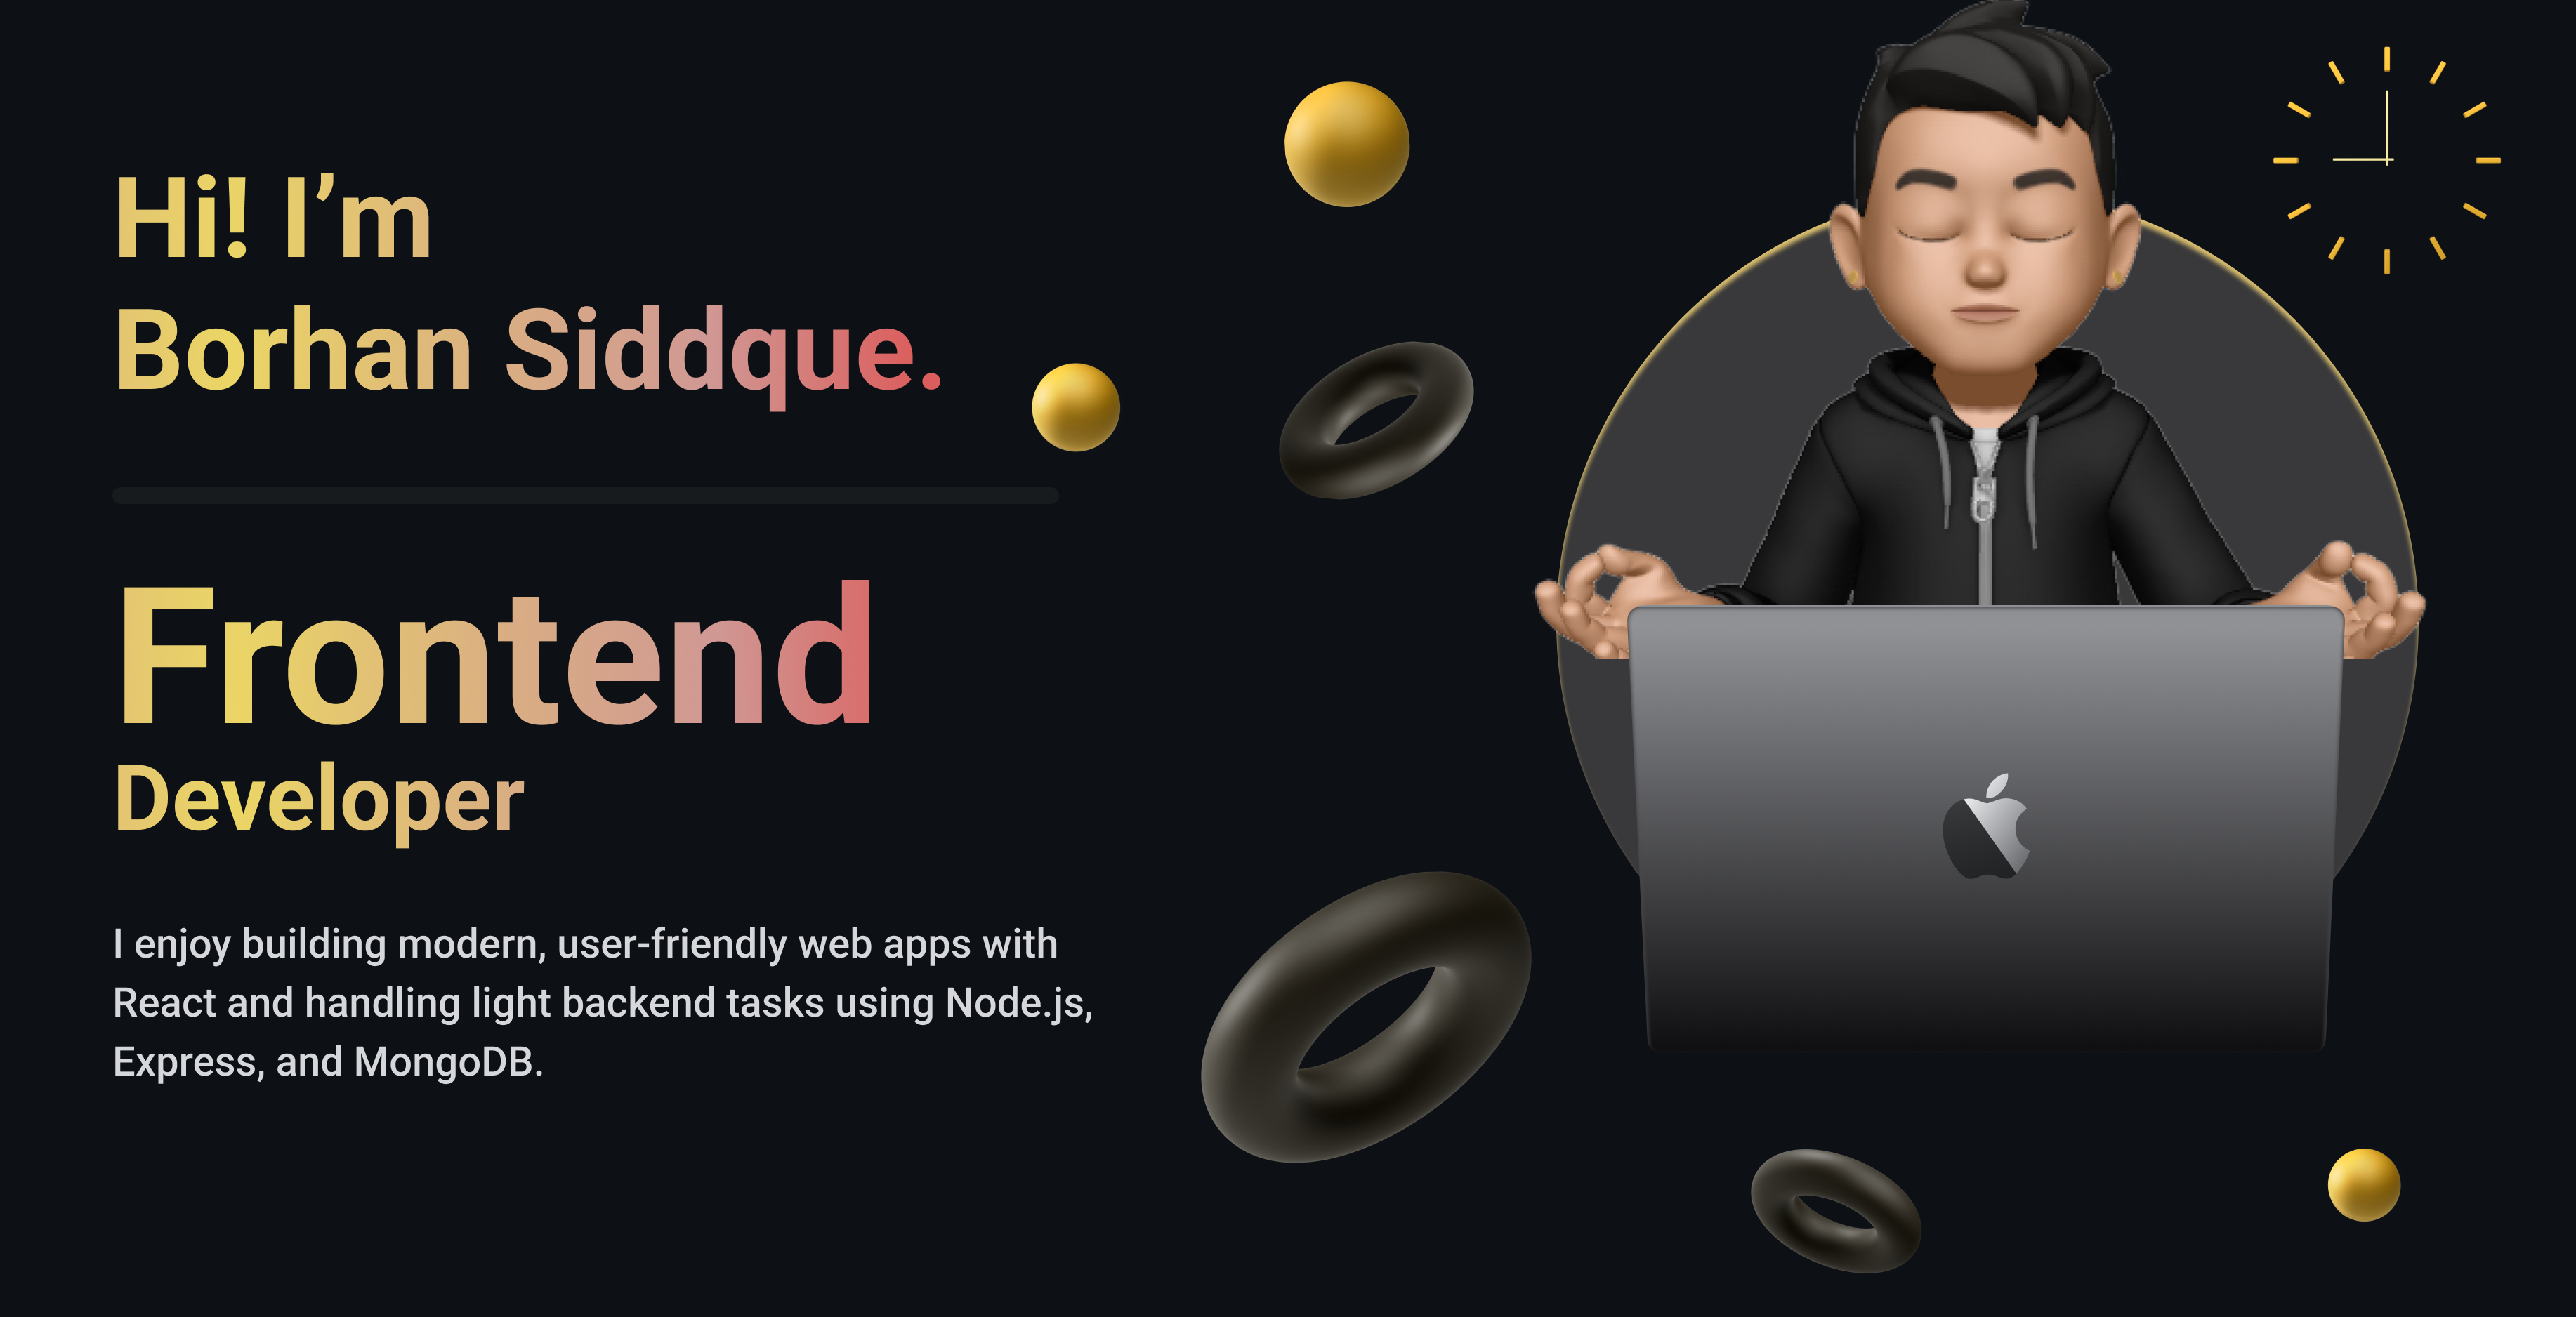 Hi! I’m
Borhan Siddque.
Frontend
Developer
I enjoy building modern, user-friendly web apps with
React and handling light backend tasks using Node.js,
Express, and MongoDB.